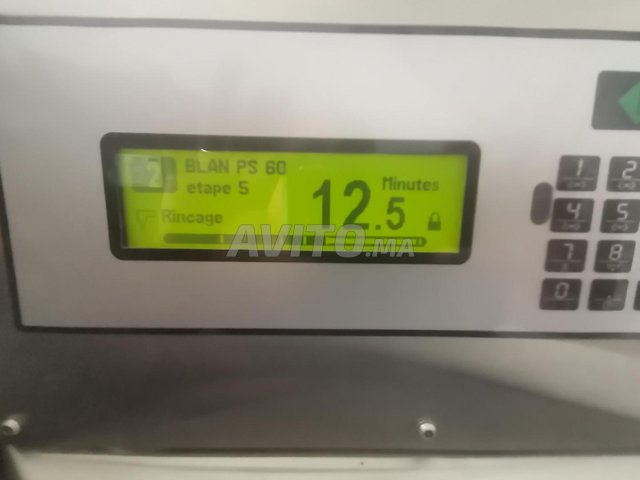 2 BLAN PS 60
etape 5
Rincage
12.5
Minutes
AVITO.MA
1 2
4 5
7 8
0